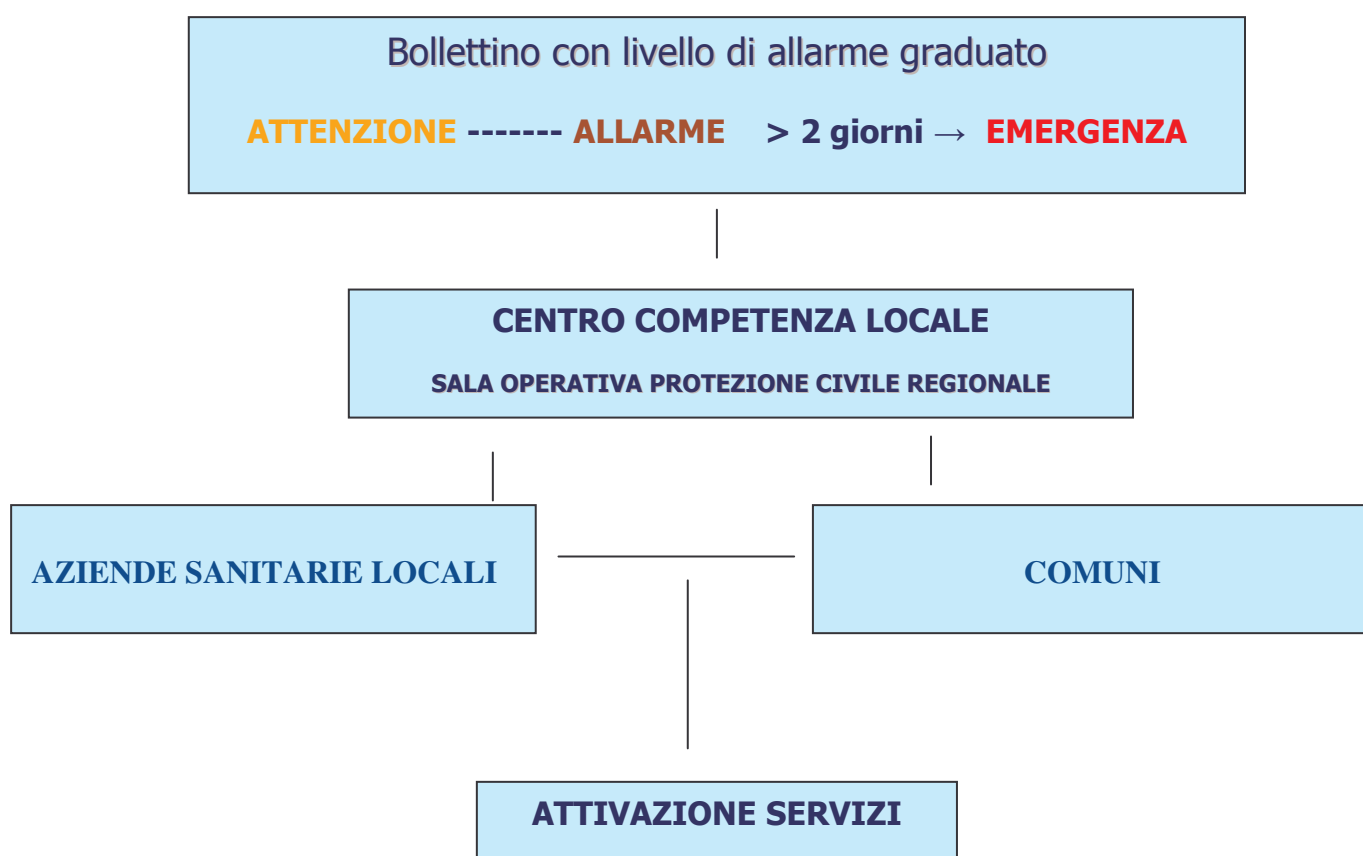 Bollettino con livello di allarme graduato
ATTENZIONE ------- ALLARME > 2 giorni → EMERGENZA
CENTRO COMPETENZA LOCALE
SALA OPERATIVA PROTEZIONE CIVILE REGIONALE
AZIENDE SANITARIE LOCALI
COMUNI
ATTIVAZIONE SERVIZI